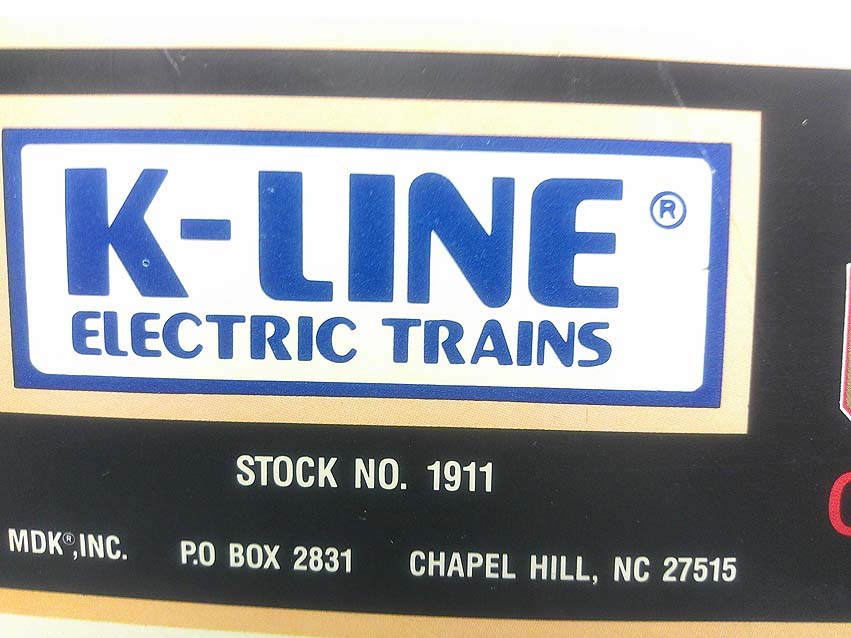 K-LINE®
ELECTRIC TRAINS
STOCK NO. 1911
MDK®,INC. P.O BOX 2831 CHAPEL HILL, NC 27515